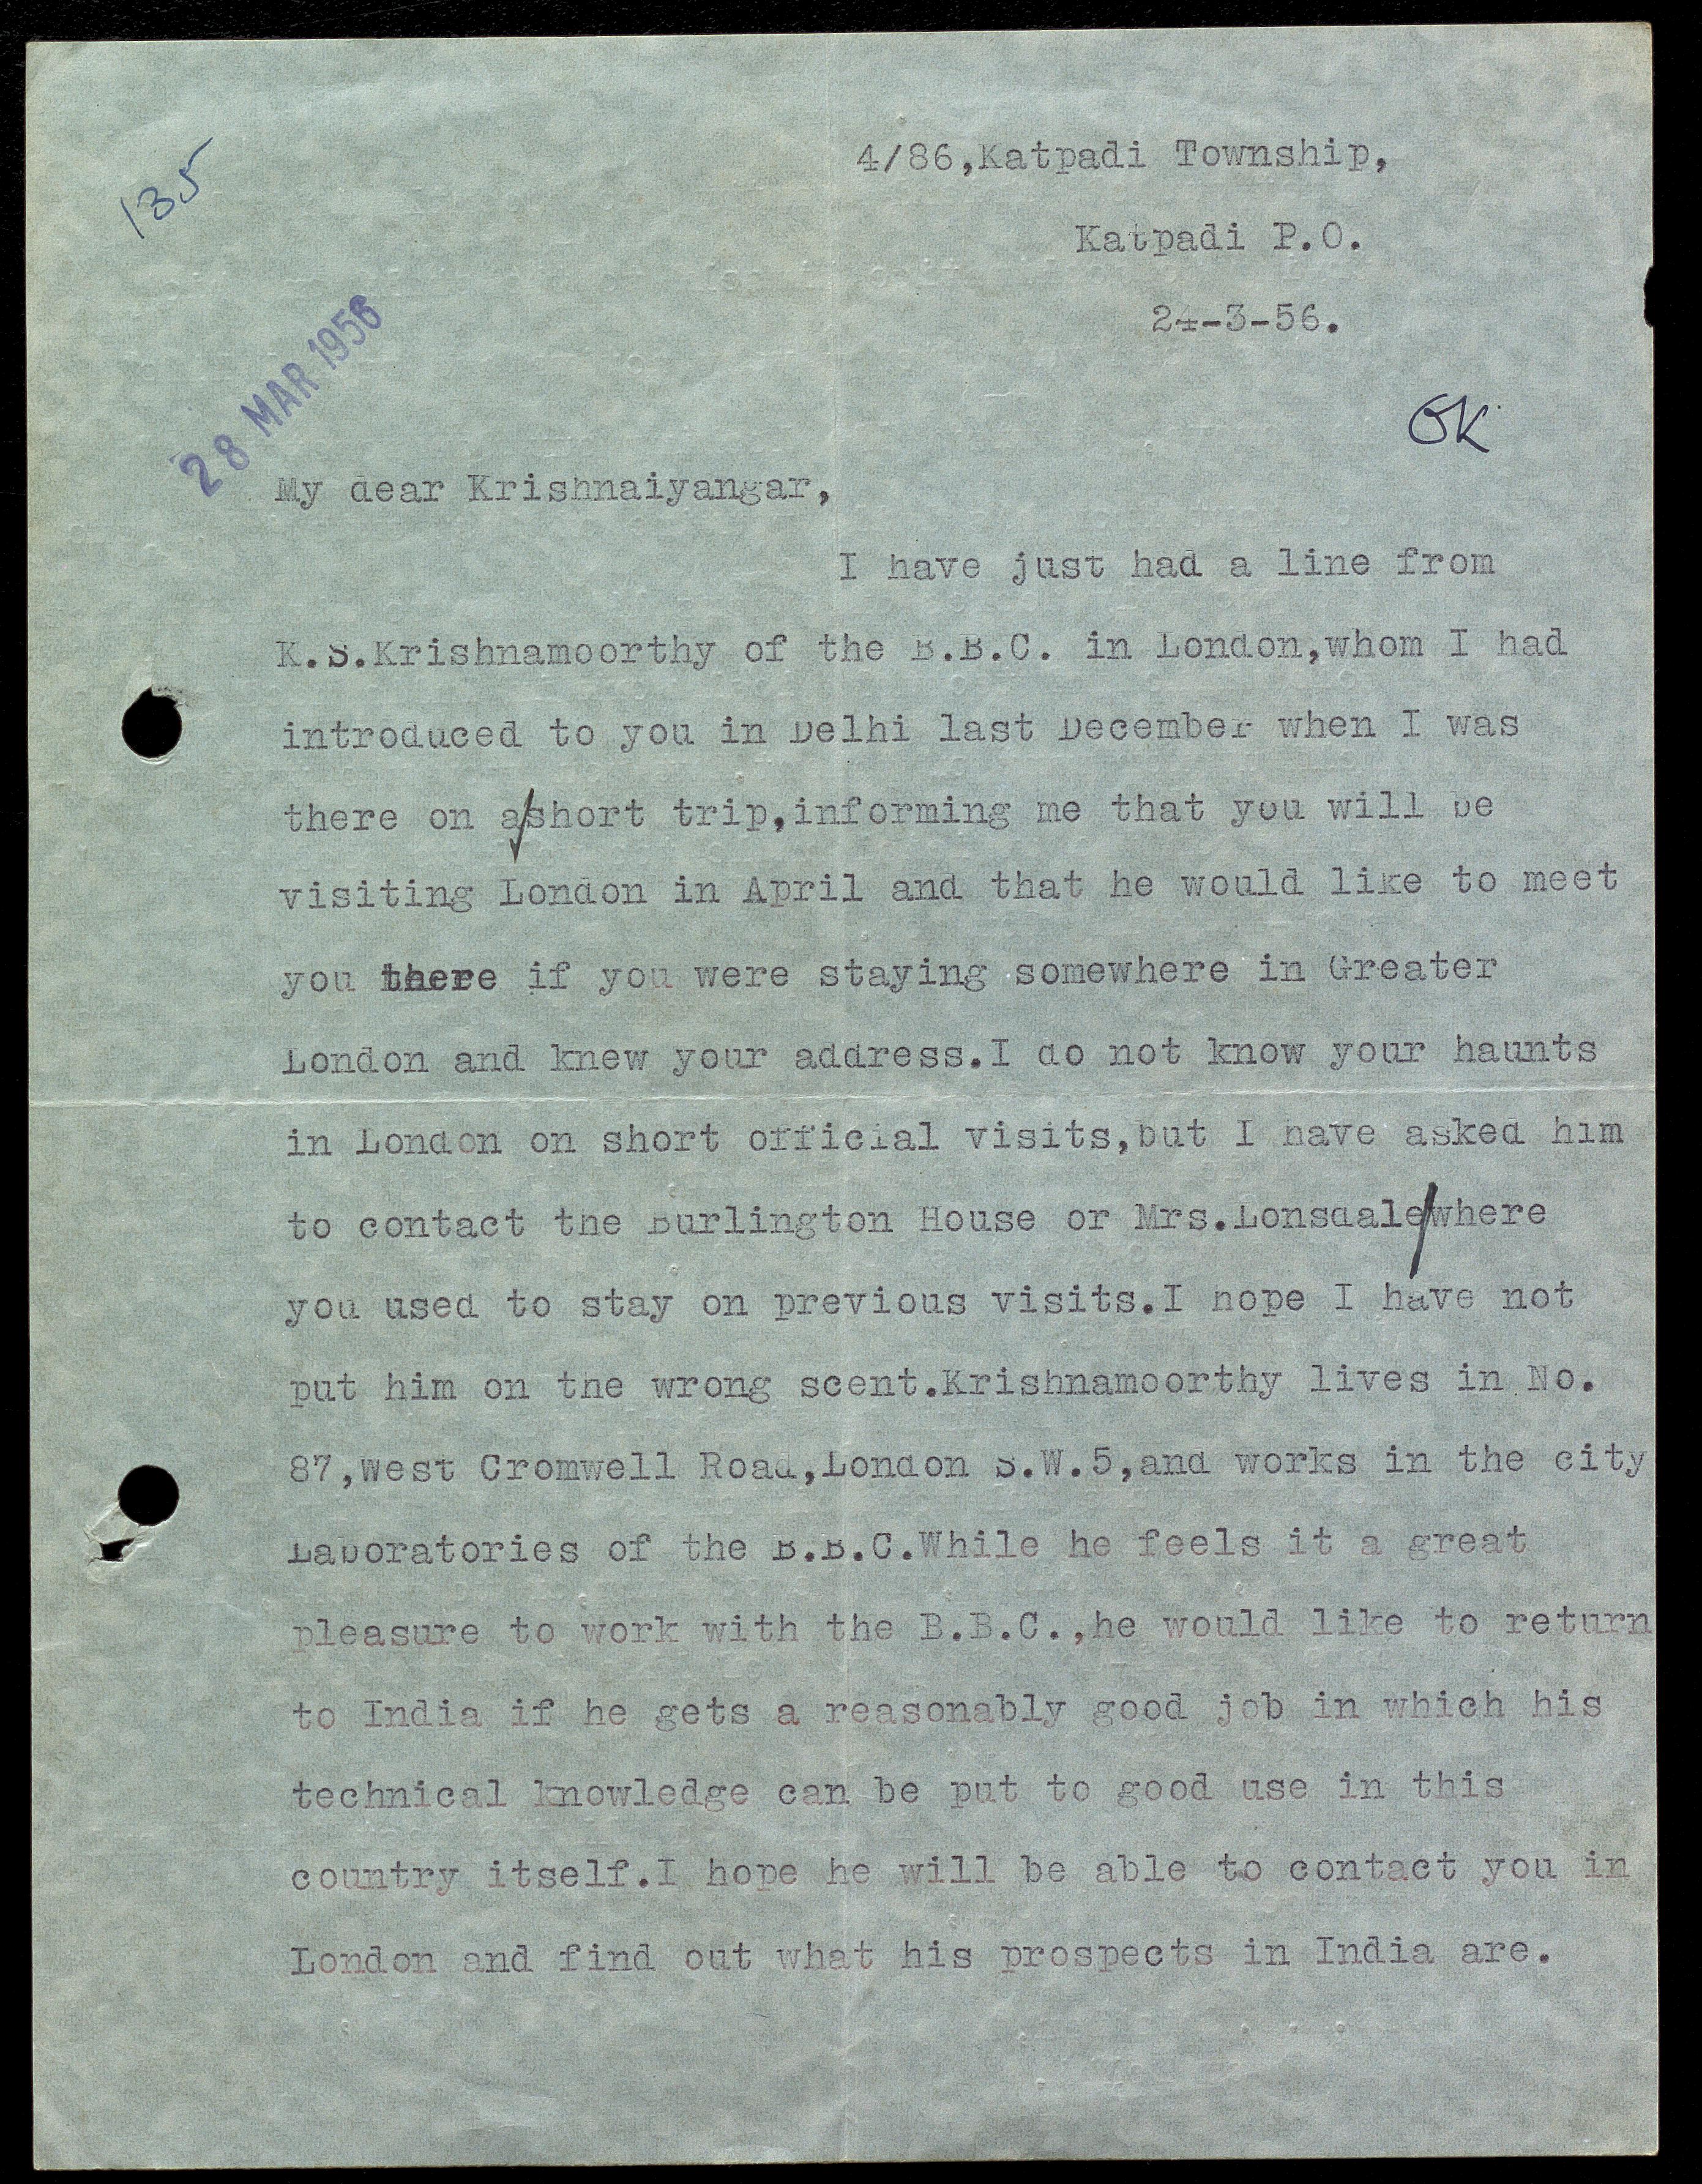 135
4/86,Katpadi Township,
Katpadi P.O.
24-3-56.
28 MAR 1956
OK
My dear Krishnaiyangar,
I have just had a line from
K.S.Krishnamoorthy of the B.B.C. in London,whom I had
introduced to you in Delhi last December when I was
there on a/short trip,informing me that you will be
visiting London in April and that he would like to meet
you there if you were staying somewhere in Greater
London and knew your address.I do not know your haunts
in London on short official visits,but I have asked him
to contact the Burlington House or Mrs.Lonsdale/where
you used to stay on previous visits.I hope I have not
put him on the wrong scent.Krishnamoorthy lives in No.
87,West Cromwell Road,London S.W.5,and works in the city
Laboratories of the B.B.C.While he feels it a great
pleasure to work with the B.B.C.,he would like to return
to India if he gets a reasonably good job in which his
technical knowledge can be put to good use in this
country itself.I hope he will be able to contact you in
London and find out what his prospects in India are.